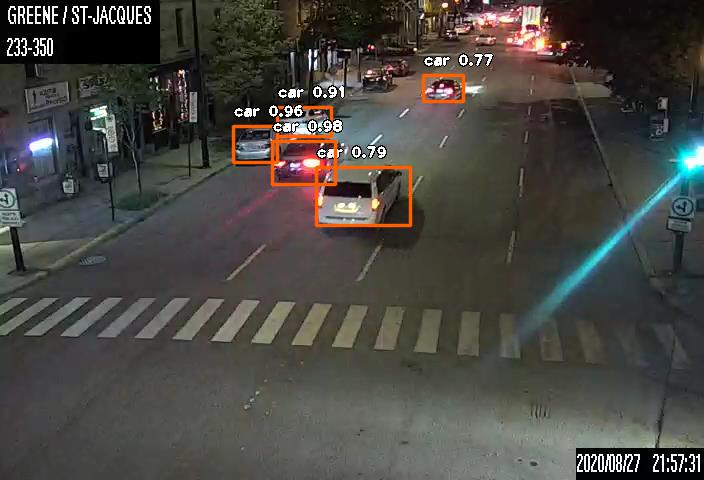 GREENE / ST-JACQUES
233-350
car 0.77
car 0.91
car 0.96
car 0.98
car 0.79
2020/08/27 21:57:31